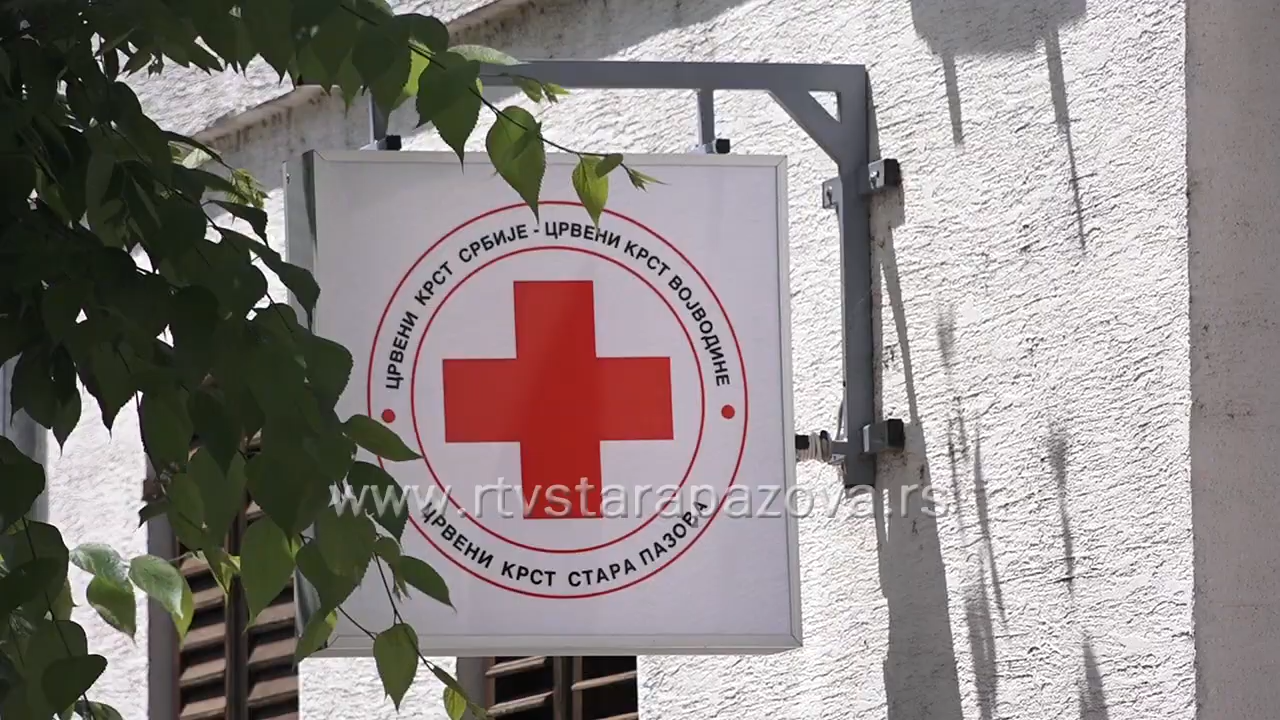 ЦРВЕНИ КРСТ СРБИЈЕ - ЦРВЕНИ КРСТ ВОЈВОДИНЕ
ЦРВЕНИ КРСТ СТАРА ПАЗОВА
www.rtvstarapazova.rs